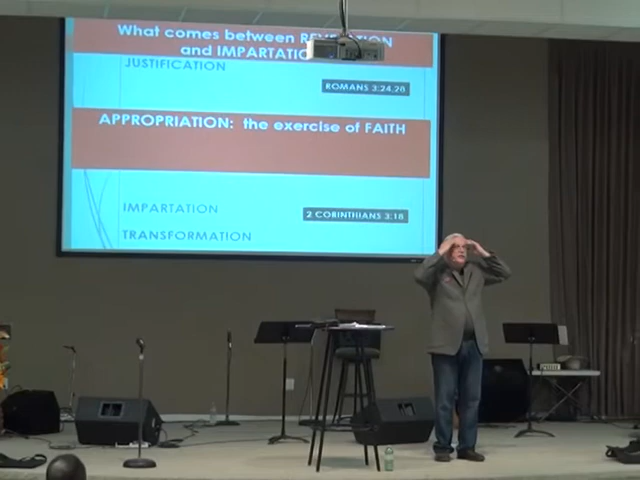 What comes between
and IMPARTATION
JUSTIFICATION
ROMANS 3:24,28
APPROPRIATION: the exercise of FAITH
IMPARTATION
2 CORINTHIANS 3:18
TRANSFORMATION